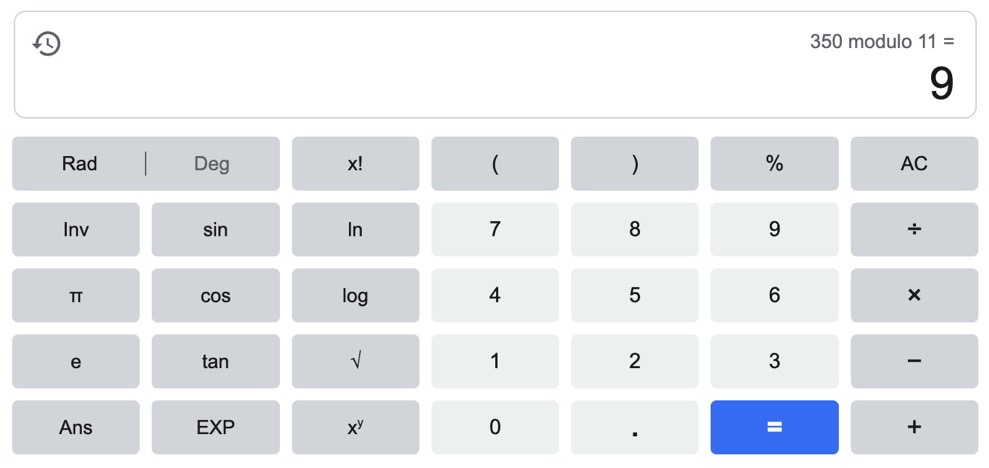 350 modulo 11 =
9
Rad | Deg x! ( ) % AC
Inv sin ln 7 8 9 ÷
π cos log 4 5 6 ×
e tan √ 1 2 3 −
Ans EXP xʸ 0 . = +